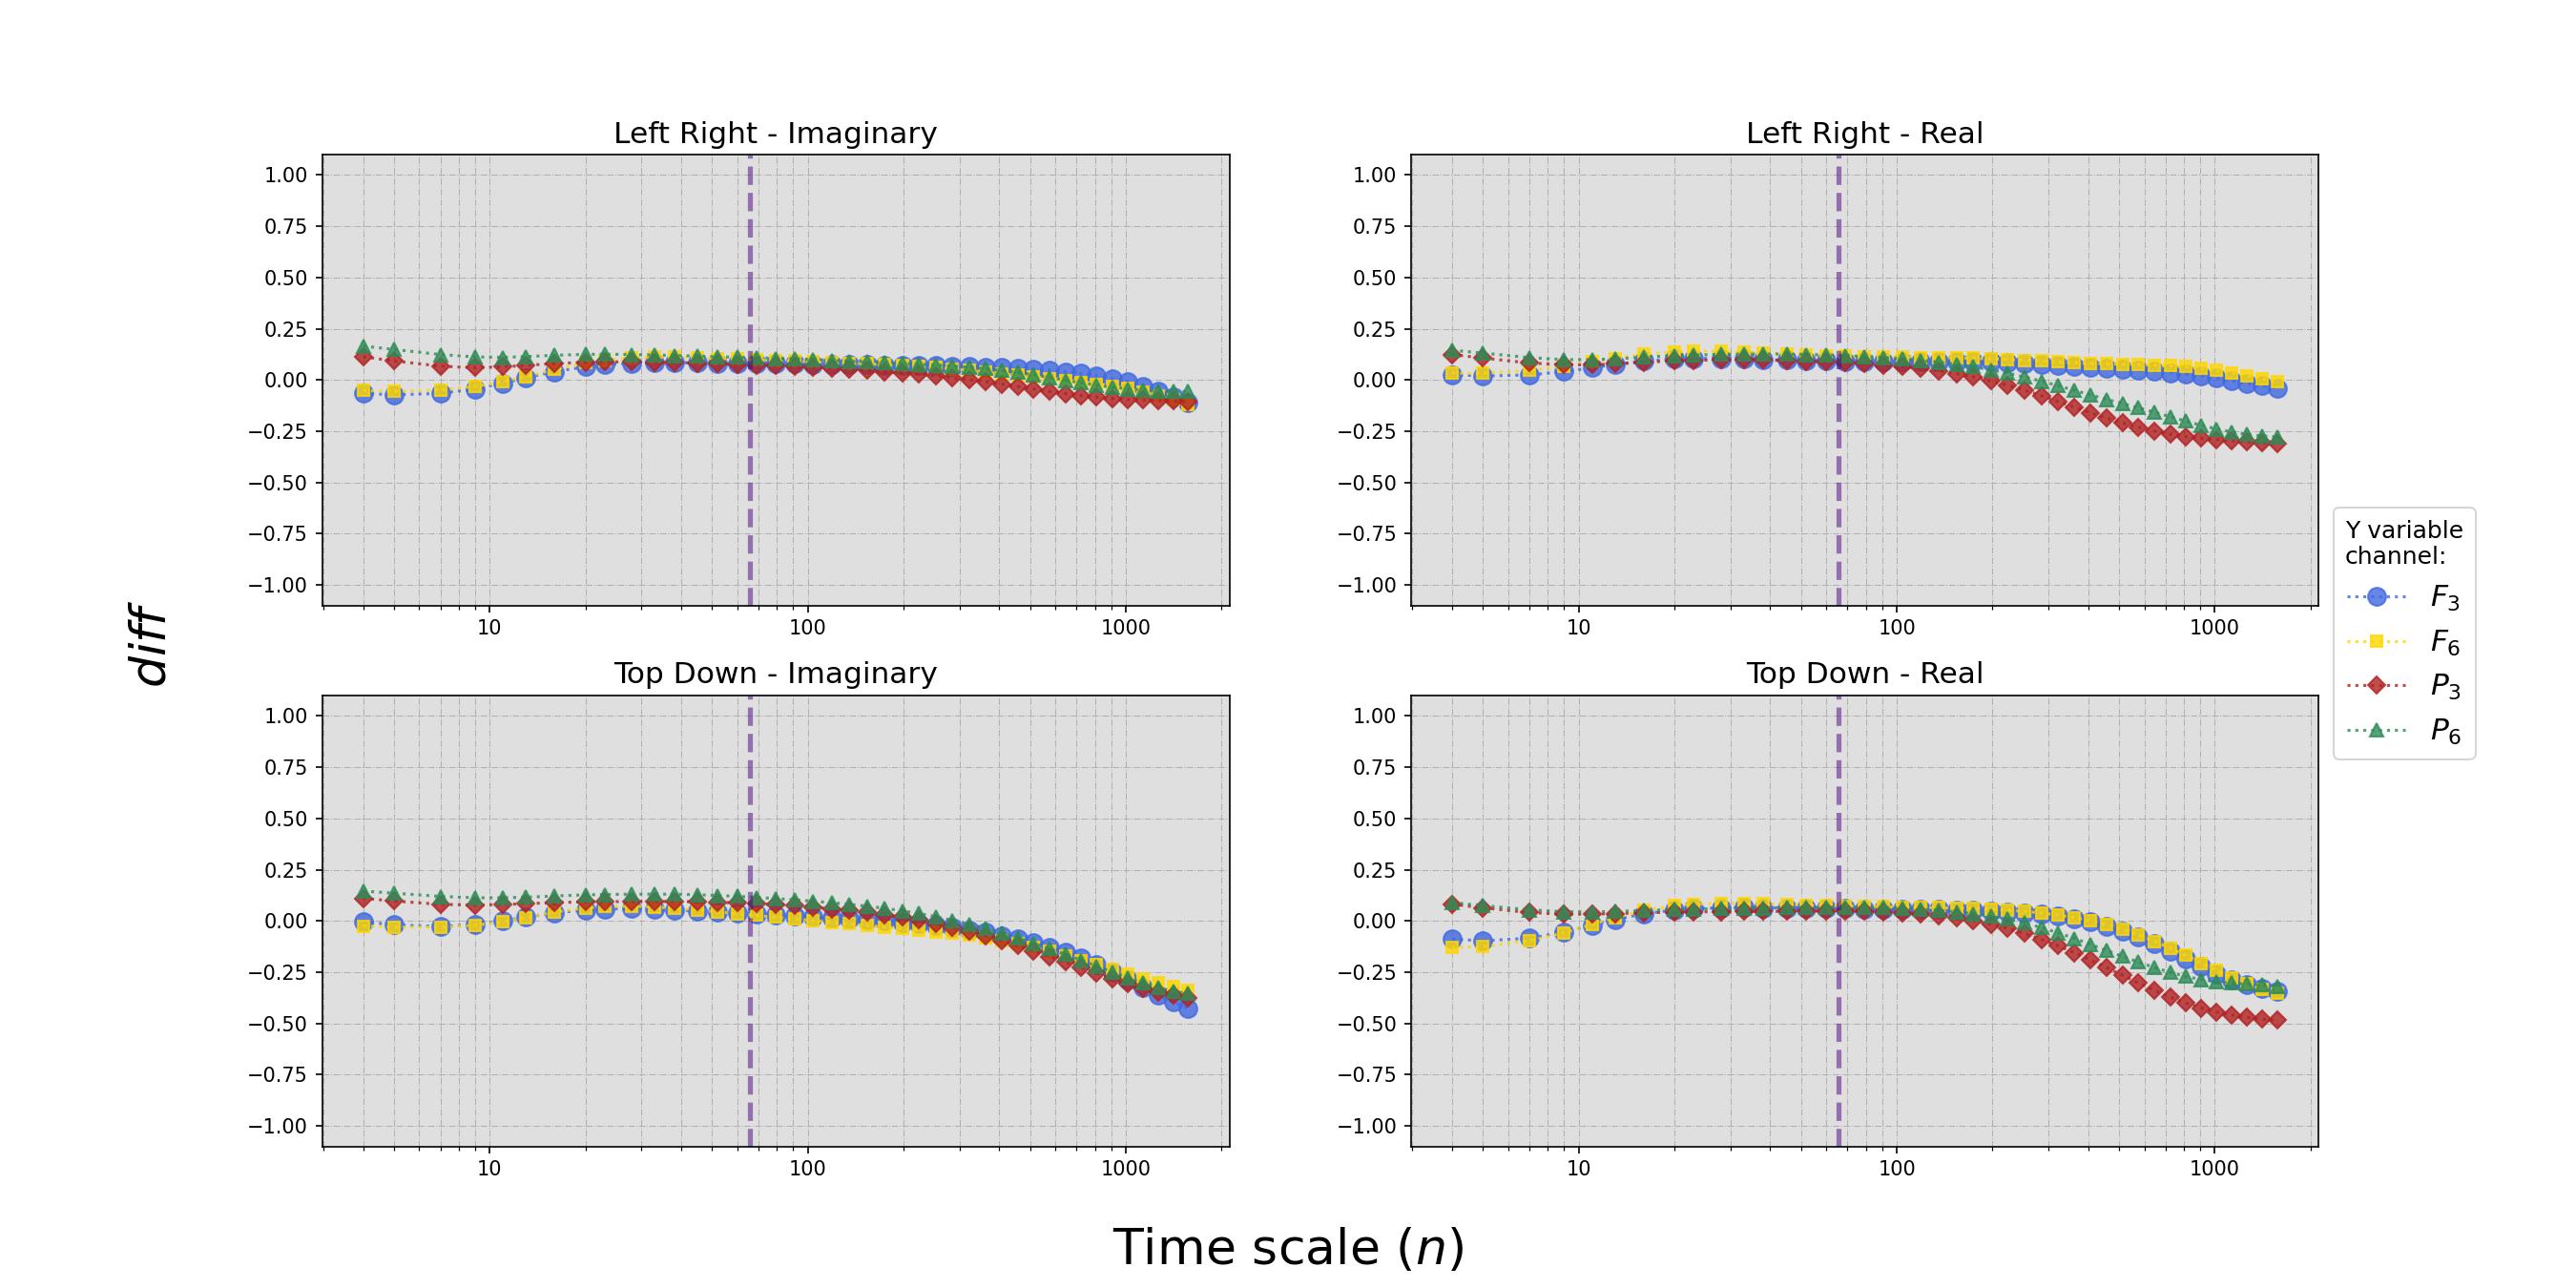 Left Right - Imaginary
1.00
0.75
0.50
0.25
0.00
−0.25
−0.50
−0.75
−1.00
10 100 1000
Left Right - Real
1.00
0.75
0.50
0.25
0.00
−0.25
−0.50
−0.75
−1.00
10 100 1000
Top Down - Imaginary
1.00
0.75
0.50
0.25
0.00
−0.25
−0.50
−0.75
−1.00
10 100 1000
Top Down - Real
1.00
0.75
0.50
0.25
0.00
−0.25
−0.50
−0.75
−1.00
10 100 1000
diff
Time scale (n)
Y variable
channel:
F₃
F₆
P₃
P₆